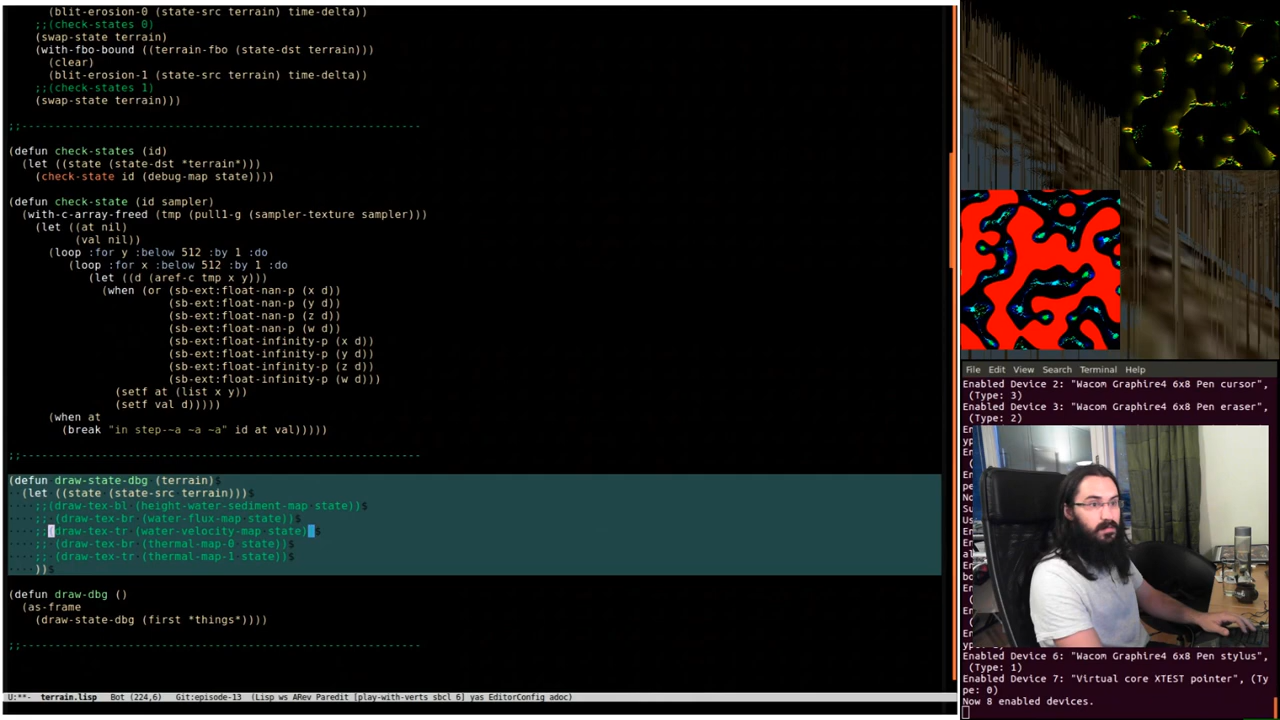 (blit-erosion-0 (state-src terrain) time-delta))
;;(check-states 0)
(swap-state terrain)
(with-fbo-bound ((terrain-fbo (state-dst terrain)))
(clear)
(blit-erosion-1 (state-src terrain) time-delta))
;;(check-states 1)
(swap-state terrain)))
;;------------------------------------------------------------
(defun check-states (id)
(let ((state (state-dst *terrain*)))
(check-state id (debug-map state))))
(defun check-state (id sampler)
(with-c-array-freed (tmp (pull1-g (sampler-texture sampler)))
(let ((at nil)
(val nil))
(loop :for y :below 512 :by 1 :do
(loop :for x :below 512 :by 1 :do
(let ((d (aref-c tmp x y)))
(when (or (sb-ext:float-nan-p (x d))
(sb-ext:float-nan-p (y d))
(sb-ext:float-nan-p (z d))
(sb-ext:float-nan-p (w d))
(sb-ext:float-infinity-p (x d))
(sb-ext:float-infinity-p (y d))
(sb-ext:float-infinity-p (z d))
(sb-ext:float-infinity-p (w d)))
(setf at (list x y))
(setf val d)))))
(when at
(break "in step-~a ~a ~a" id at val)))))
;;------------------------------------------------------------
(defun draw-state-dbg (terrain)$
··(let ((state (state-src terrain)))$
····;;(draw-tex-bl (height-water-sediment-map state))$
····;; (draw-tex-br (water-flux-map state))$
····;;(draw-tex-tr (water-velocity-map state))$
····;; (draw-tex-br (thermal-map-0 state))$
····;; (draw-tex-tr (thermal-map-1 state))$
····))$
(defun draw-dbg ()
(as-frame
(draw-state-dbg (first *things*))))
;;------------------------------------------------------------
U:**- terrain.lisp Bot (224,6) Git:episode-13 (Lisp ws ARev Paredit [play-with-verts sbcl 6] yas EditorConfig adoc)
File Edit View Search Terminal Help
Enabled Device 2: "Wacom Graphire4 6x8 Pen cursor",
(Type: 3)
Enabled Device 3: "Wacom Graphire4 6x8 Pen eraser",
(Type: 2)
Enabled Device 6: "Wacom Graphire4 6x8 Pen stylus",
(Type: 1)
Enabled Device 7: "Virtual core XTEST pointer", (Ty
pe: 0)
Now 8 enabled devices.